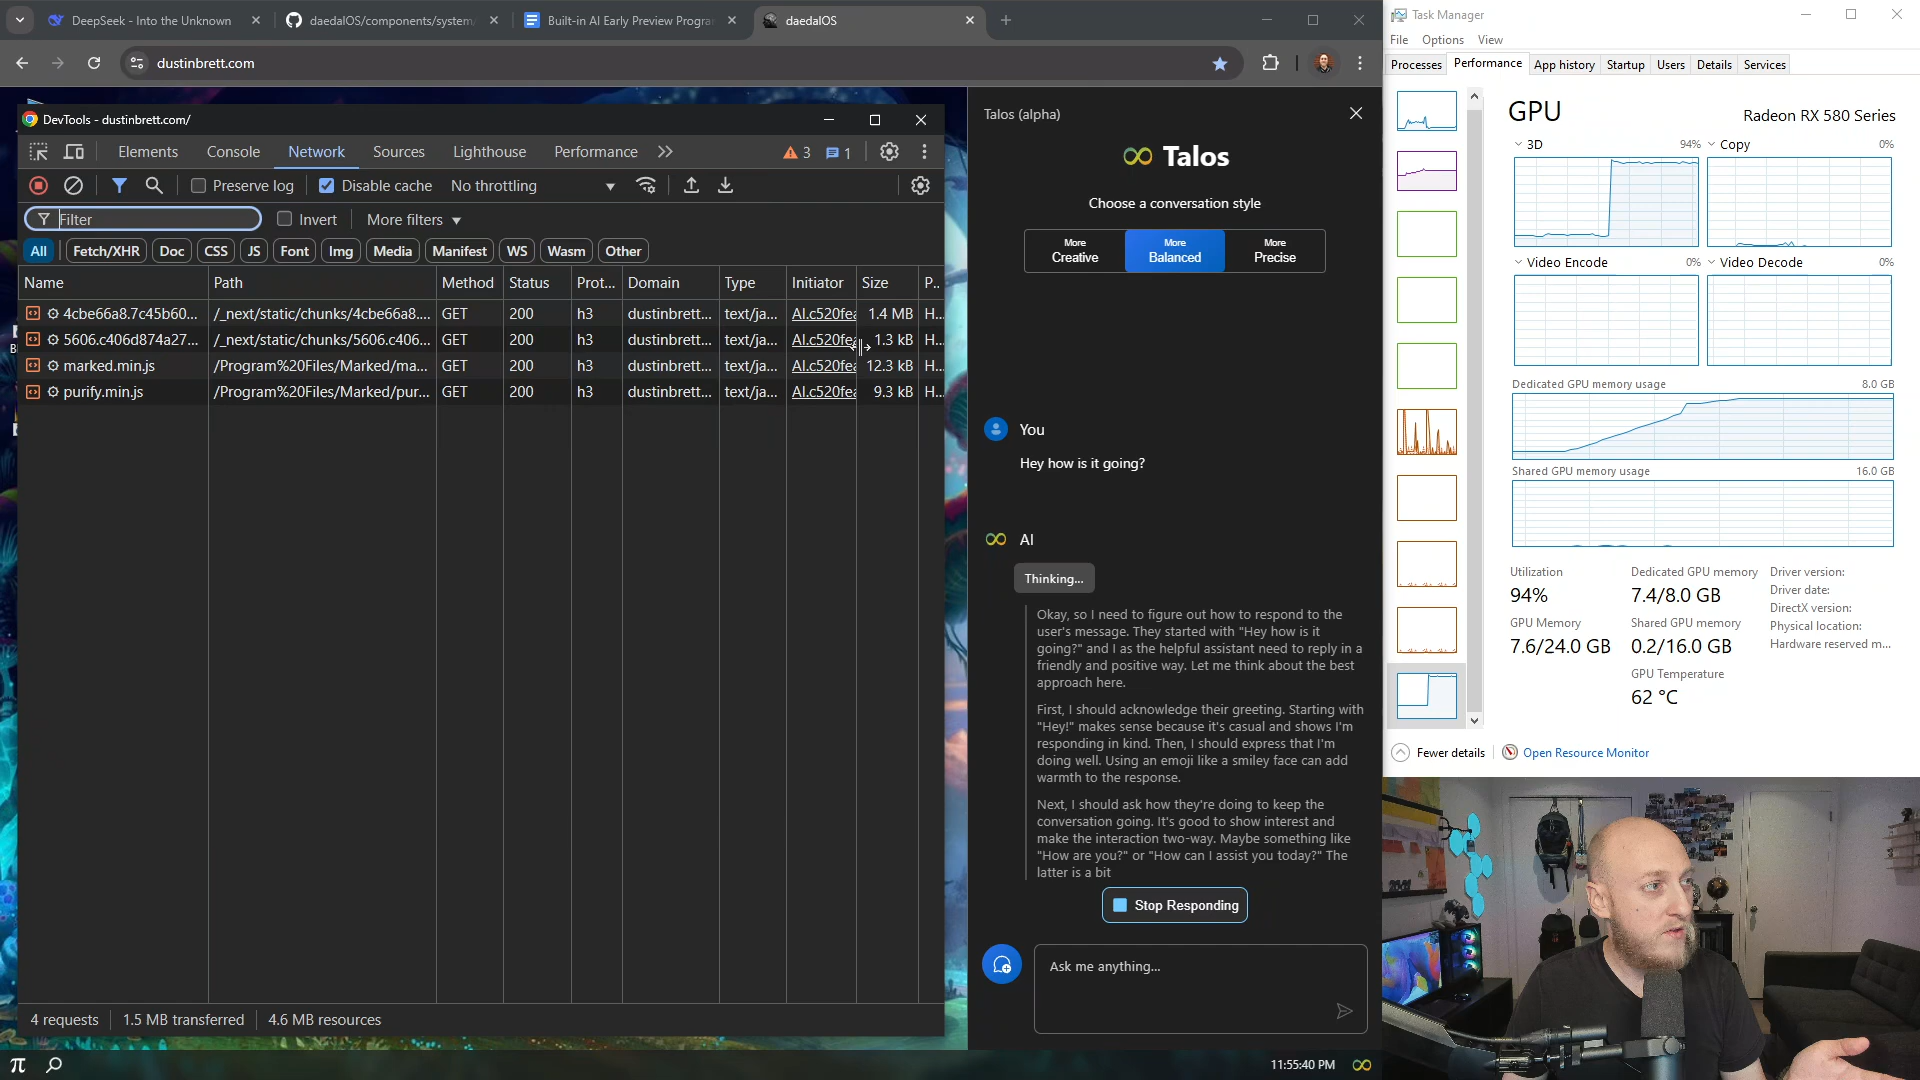 DeepSeek - Into the Unknown
daedalOS/components/system
Built-in AI Early Preview Progra
daedalOS
dustinbrett.com
DevTools - dustinbrett.com/
Elements
Console
Network
Sources
Lighthouse
Performance
3
1
Preserve log
Disable cache
No throttling
Filter
Invert
More filters
All
Fetch/XHR
Doc
CSS
JS
Font
Img
Media
Manifest
WS
Wasm
Other
Name Path Method Status Prot... Domain Type Initiator Size P..
4cbe66a8.7c45b60... /_next/static/chunks/4cbe66a8.... GET 200 h3 dustinbrett... text/ja... AI.c520fea 1.4 MB H...
5606.c406d874a27... /_next/static/chunks/5606.c406... GET 200 h3 dustinbrett... text/ja... AI.c520fea 1.3 kB H...
marked.min.js /Program%20Files/Marked/ma... GET 200 h3 dustinbrett... text/ja... AI.c520fea 12.3 kB H...
purify.min.js /Program%20Files/Marked/pur... GET 200 h3 dustinbrett... text/ja... AI.c520fea 9.3 kB H...
4 requests
1.5 MB transferred
4.6 MB resources
Talos (alpha)
Talos
Choose a conversation style
More
Creative
More
Balanced
More
Precise
You
Hey how is it going?
AI
Thinking...
Okay, so I need to figure out how to respond to the
user's message. They started with "Hey how is it
going?" and I as the helpful assistant need to reply in a
friendly and positive way. Let me think about the best
approach here.
First, I should acknowledge their greeting. Starting with
"Hey!" makes sense because it's casual and shows I'm
responding in kind. Then, I should express that I'm
doing well. Using an emoji like a smiley face can add
warmth to the response.
Next, I should ask how they're doing to keep the
conversation going. It's good to show interest and
make the interaction two-way. Maybe something like
"How are you?" or "How can I assist you today?" The
latter is a bit
Stop Responding
Ask me anything...
11:55:40 PM
Task Manager
File Options View
Processes
Performance
App history
Startup
Users
Details
Services
GPU
Radeon RX 580 Series
3D 94%
Copy 0%
Video Encode 0%
Video Decode 0%
Dedicated GPU memory usage 8.0 GB
Shared GPU memory usage 16.0 GB
Utilization
94%
GPU Memory
7.6/24.0 GB
Dedicated GPU memory
7.4/8.0 GB
Shared GPU memory
0.2/16.0 GB
GPU Temperature
62 °C
Driver version:
Driver date:
DirectX version:
Physical location:
Hardware reserved m...
Fewer details
Open Resource Monitor